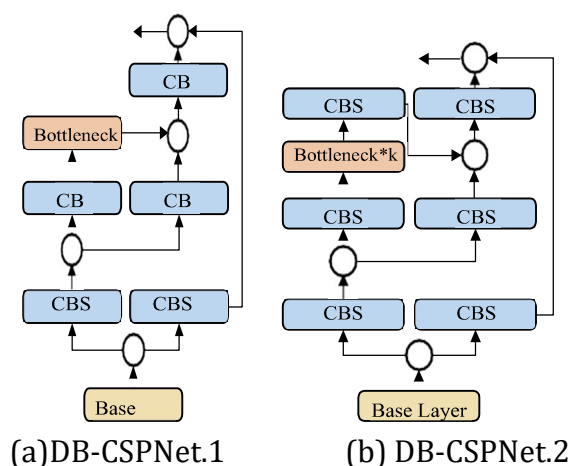 CB
Bottleneck
CB
CB
CBS
CBS
Base
(a)DB-CSPNet.1
CBS
CBS
Bottleneck*k
CBS
CBS
CBS
CBS
Base Layer
(b) DB-CSPNet.2